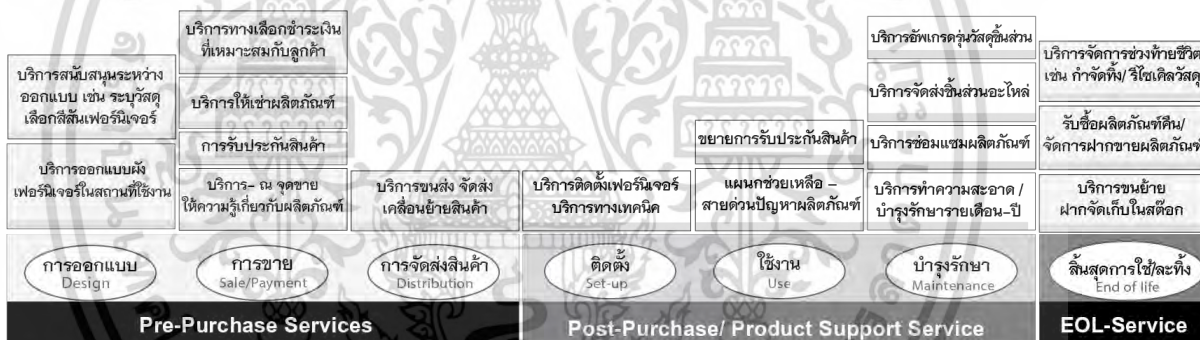 บริการสนับสนุนระหว่าง
ออกแบบ เช่น ระบุวัสดุ
เลือกสีสันเฟอร์นิเจอร์
บริการออกแบบผัง
เฟอร์นิเจอร์ในสถานที่ใช้งาน
บริการทางเลือกชำระเงิน
ที่เหมาะสมกับลูกค้า
บริการให้เช่าผลิตภัณฑ์
การรับประกันสินค้า
บริการ- ณ จุดขาย
ให้ความรู้เกี่ยวกับผลิตภัณฑ์
บริการขนส่ง จัดส่ง
เคลื่อนย้ายสินค้า
บริการติดตั้งเฟอร์นิเจอร์
บริการทางเทคนิค
ขยายการรับประกันสินค้า
แผนกช่วยเหลือ –
สายด่วนปัญหาผลิตภัณฑ์
บริการอัพเกรดรุ่นวัสดุชิ้นส่วน
บริการจัดส่งชิ้นส่วนอะไหล่
บริการซ่อมแซมผลิตภัณฑ์
บริการทำความสะอาด /
บำรุงรักษารายเดือน-ปี
บริการจัดการช่วงท้ายชีวิต
เช่น กำจัดทิ้ง/ รีไซเคิลวัสดุ
รับซื้อผลิตภัณฑ์คืน/
จัดการฝากขายผลิตภัณฑ์
บริการขนย้าย
ฝากจัดเก็บในสต๊อก
การออกแบบ
Design
การขาย
Sale/Payment
การจัดส่งสินค้า
Distribution
ติดตั้ง
Set-up
ใช้งาน
Use
บำรุงรักษา
Maintenance
สิ้นสุดการใช้/ละทิ้ง
End of life
Pre-Purchase Services
Post-Purchase/ Product Support Service
EOL-Service